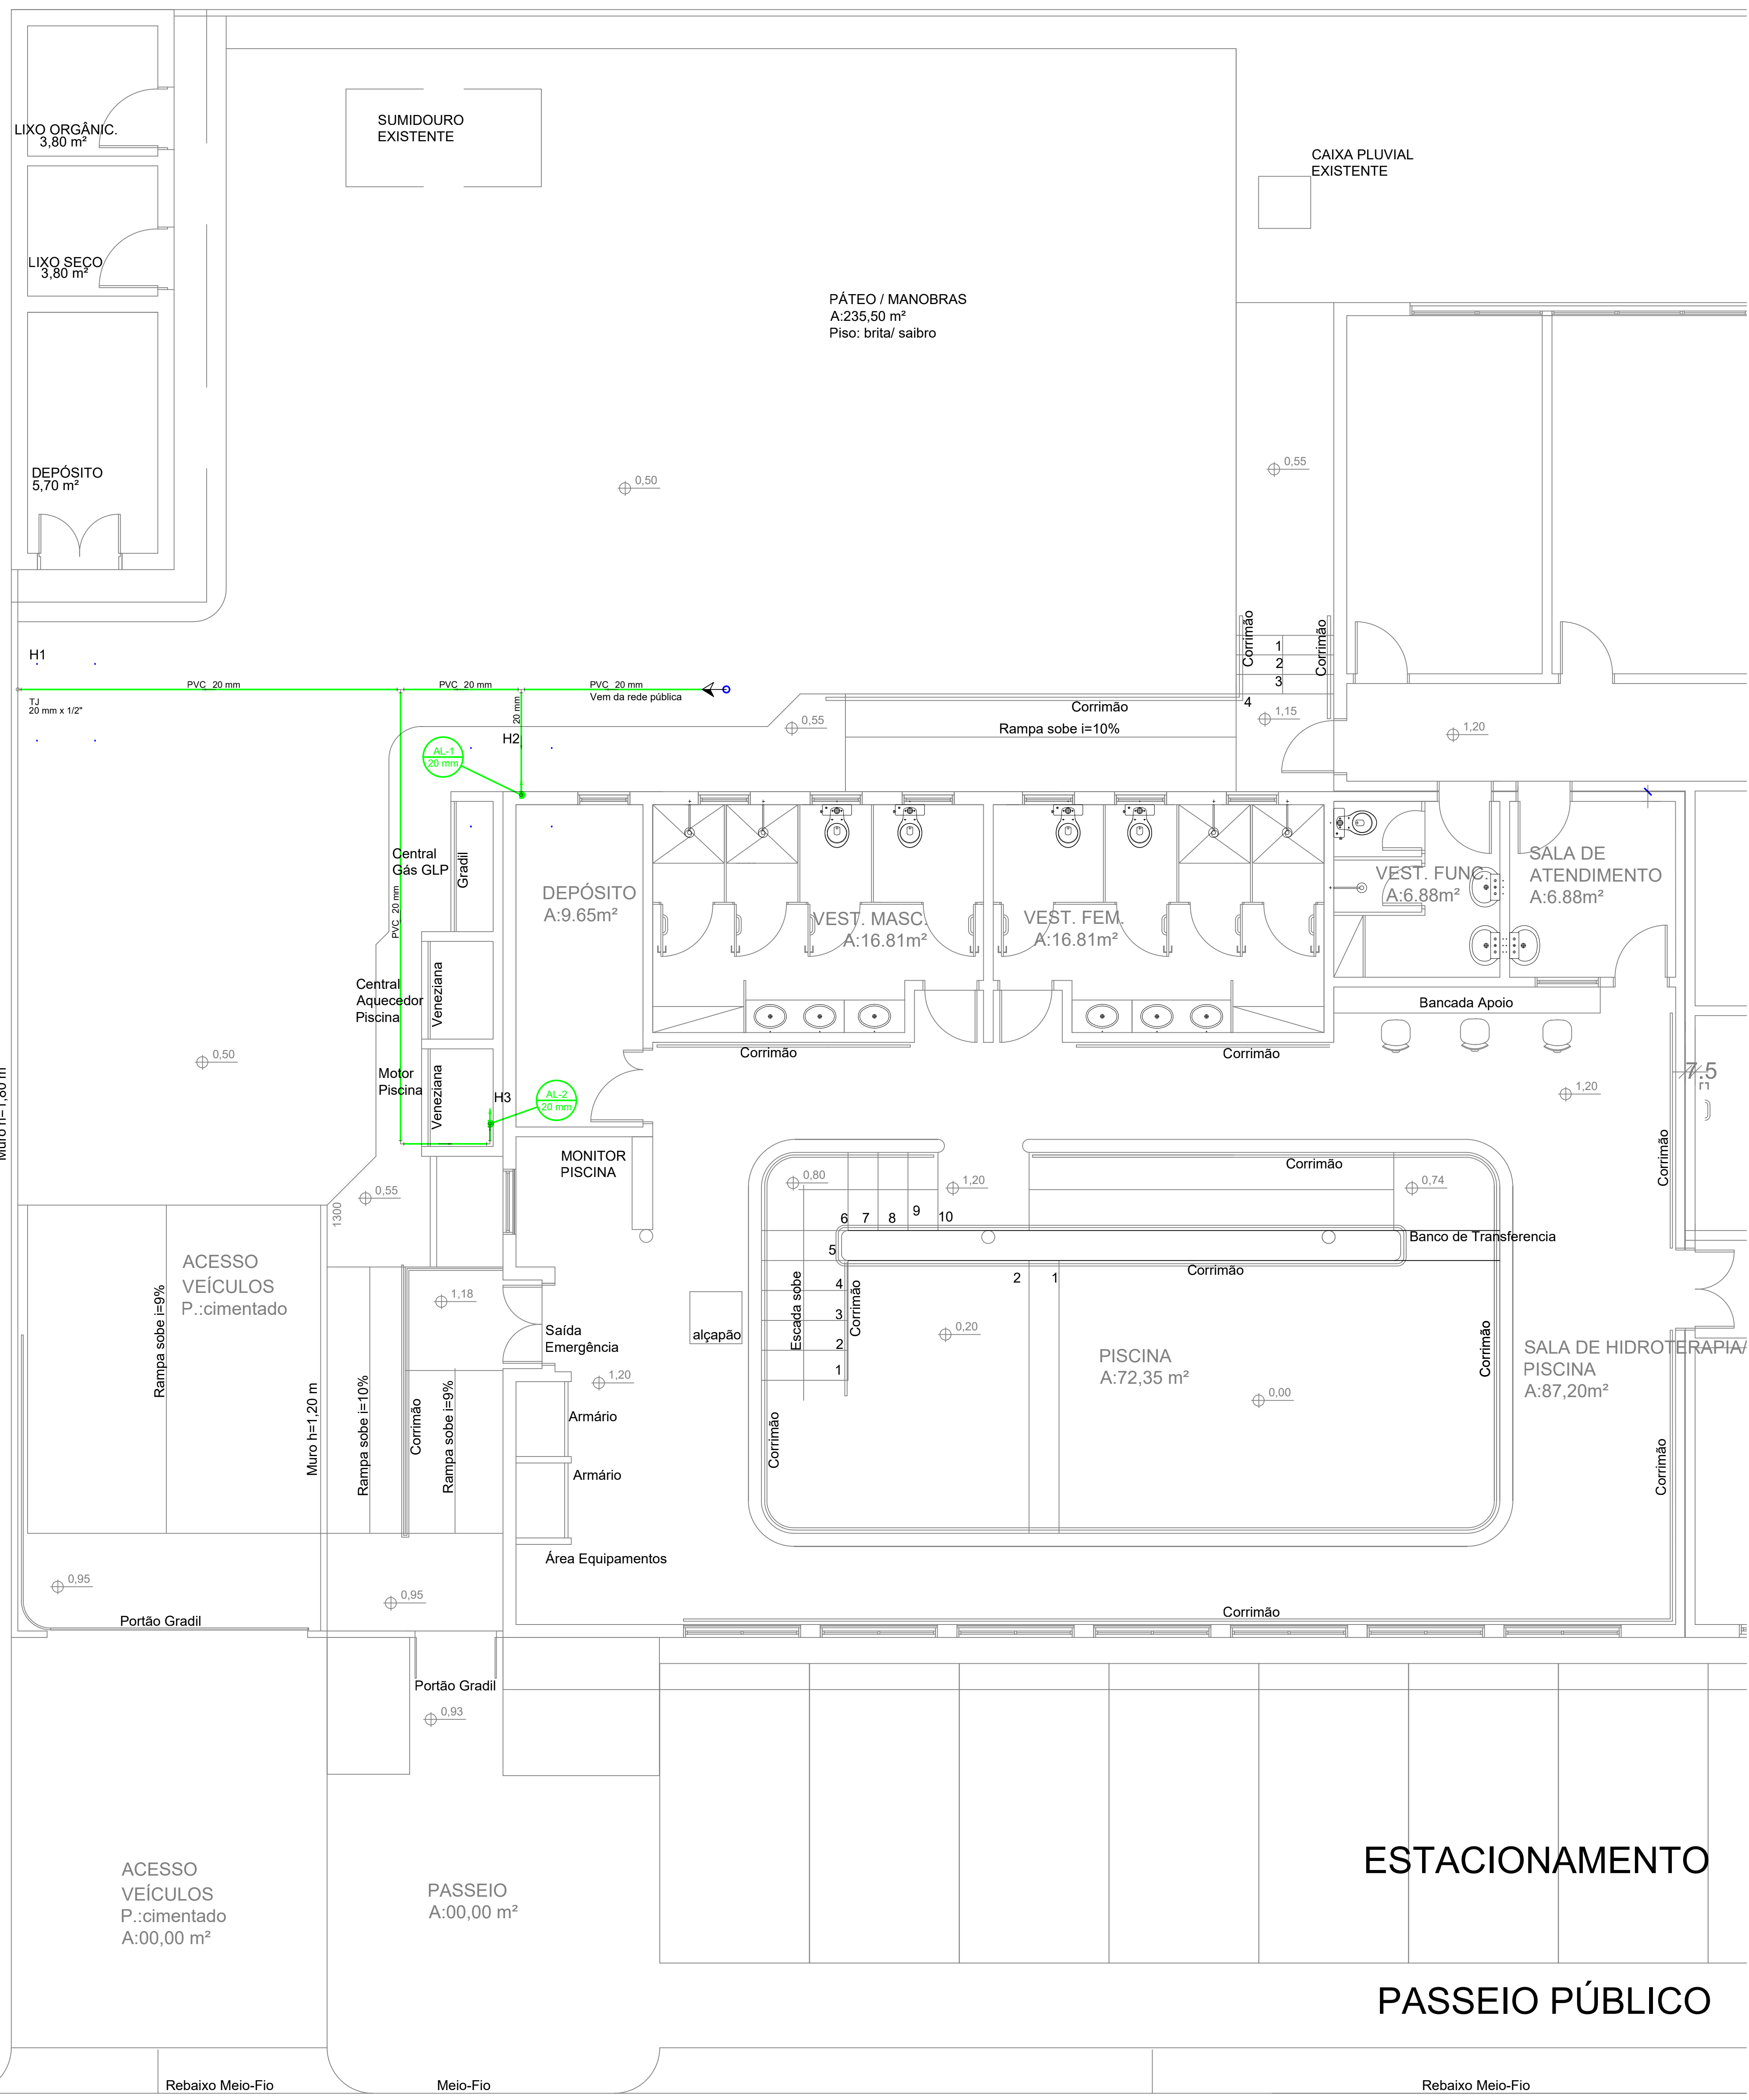 LIXO ORGÂNIC.
3,80 m²
SUMIDOURO
EXISTENTE
CAIXA PLUVIAL
EXISTENTE
LIXO SECO
3,80 m²
PÁTEO / MANOBRAS
A:235,50 m²
Piso: brita/ saibro
DEPÓSITO
5,70 m²
0,50
0,55
H1
PVC 20 mm
PVC 20 mm
PVC 20 mm
Vem da rede pública
TJ
20 mm x 1/2"
20 mm
H2
AL-1
20 mm
Corrimão
Corrimão
1
2
3
4
1,15
Corrimão
0,55
Rampa sobe i=10%
1,20
Central
Gás GLP
Gradil
PVC 20 mm
DEPÓSITO
A:9.65m²
VEST. MASC.
A:16.81m²
VEST. FEM.
A:16.81m²
VEST. FUNC.
A:6.88m²
SALA DE
ATENDIMENTO
A:6.88m²
Central
Aquecedor
Piscina
Veneziana
Bancada Apoio
Corrimão
Corrimão
0,50
Muro h=1,80 m
Motor
Piscina
Veneziana
H3
AL-2
20 mm
7.5
1,20
MONITOR
PISCINA
Corrimão
Corrimão
0,80
1,20
0,74
0,55
1300
6
7
8
9
10
5
4
3
2
1
2
1
Banco de Transferencia
Corrimão
Escada sobe
Corrimão
ACESSO
VEÍCULOS
P.:cimentado
Rampa sobe i=9%
1,18
Saída
Emergência
alçapão
0,20
Corrimão
PISCINA
A:72,35 m²
SALA DE HIDROTERAPIA/
PISCINA
A:87,20m²
1,20
0,00
Muro h=1,20 m
Rampa sobe i=10%
Corrimão
Rampa sobe i=9%
Armário
Armário
Corrimão
Corrimão
Área Equipamentos
0,95
0,95
Portão Gradil
Corrimão
Portão Gradil
0,93
ESTACIONAMENTO
ACESSO
VEÍCULOS
P.:cimentado
A:00,00 m²
PASSEIO
A:00,00 m²
PASSEIO PÚBLICO
Rebaixo Meio-Fio
Meio-Fio
Rebaixo Meio-Fio